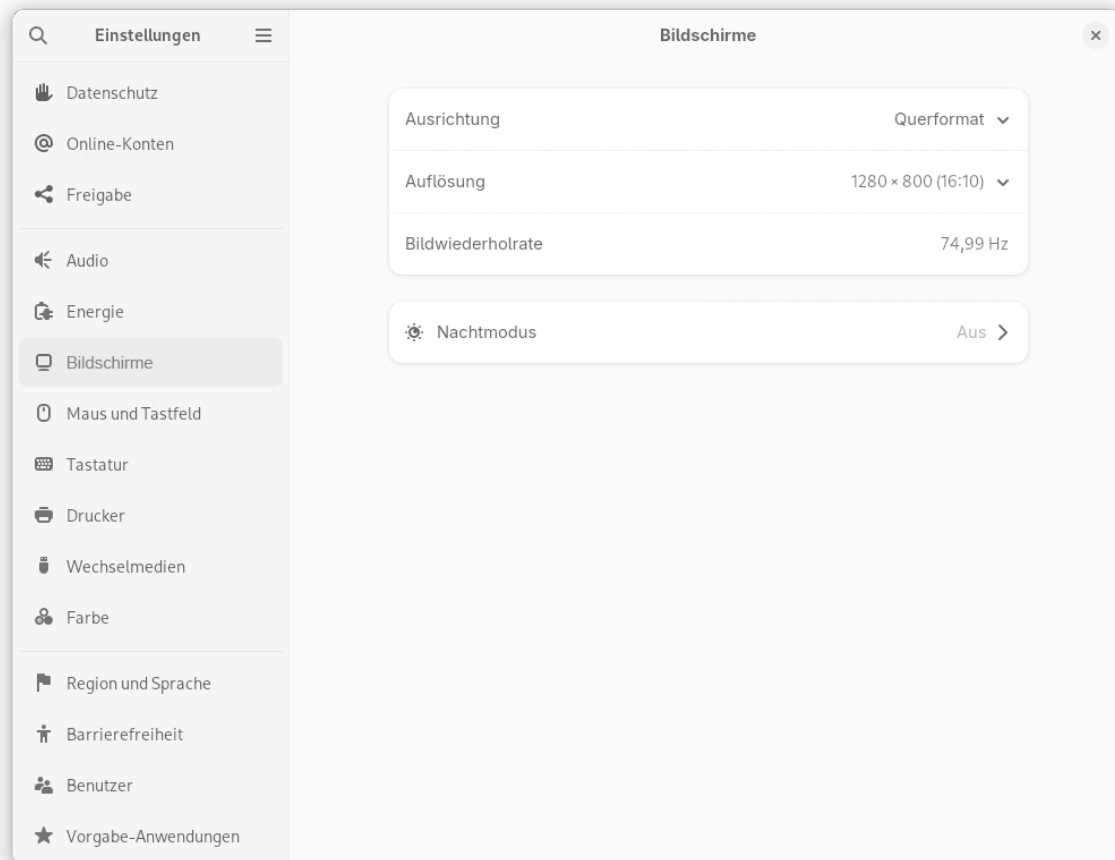 Einstellungen
Datenschutz
Online-Konten
Freigabe
Audio
Energie
Bildschirme
Maus und Tastfeld
Tastatur
Drucker
Wechselmedien
Farbe
Region und Sprache
Barrierefreiheit
Benutzer
Vorgabe-Anwendungen
Bildschirme
Ausrichtung Querformat
Auflösung 1280 × 800 (16:10)
Bildwiederholrate 74,99 Hz
Nachtmodus Aus